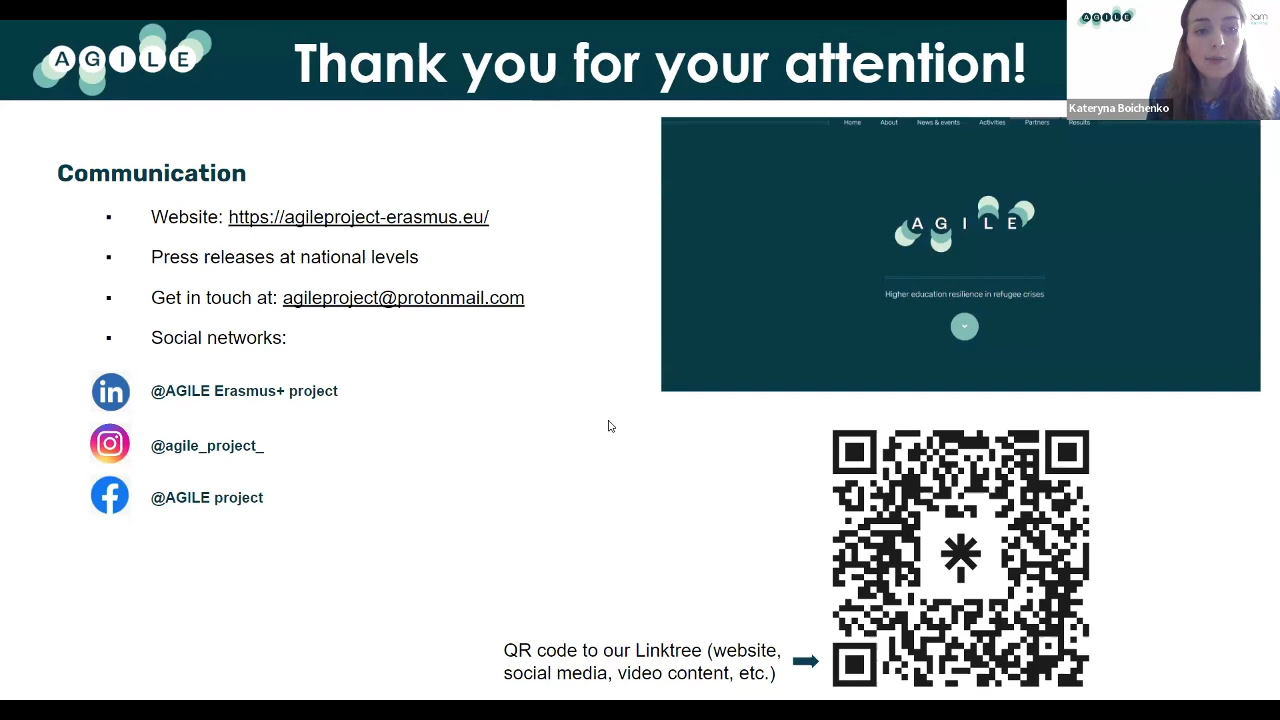 AGILE
Thank you for your attention!
AGILE
Kateryna Boichenko
Communication
▪ Website: https://agileproject-erasmus.eu/
▪ Press releases at national levels
▪ Get in touch at: agileproject@protonmail.com
▪ Social networks:
in
@AGILE Erasmus+ project
@agile_project_
@AGILE project
Home About News & events Activities Partners Results
AGILE
Higher education resilience in refugee crises
QR code to our Linktree (website,
social media, video content, etc.)